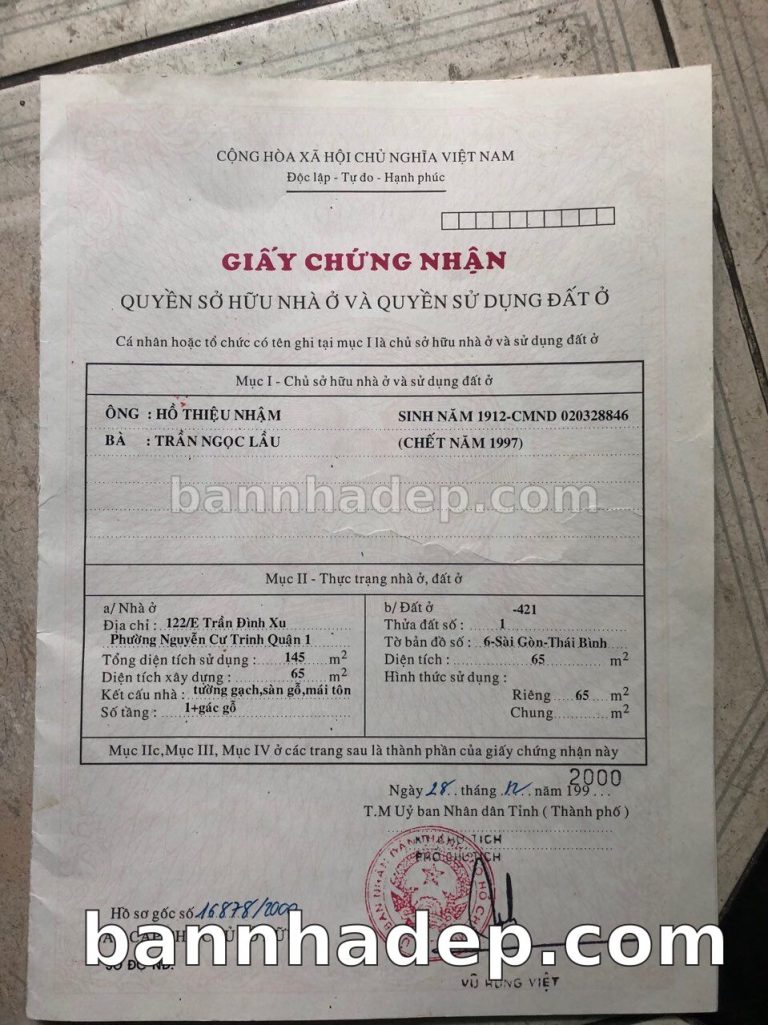 CỘNG HÒA XÃ HỘI CHỦ NGHĨA VIỆT NAM
Độc lập - Tự do - Hạnh phúc
GIẤY CHỨNG NHẬN
QUYỀN SỞ HỮU NHÀ Ở VÀ QUYỀN SỬ DỤNG ĐẤT Ở
Cá nhân hoặc tổ chức có tên ghi tại mục I là chủ sở hữu nhà ở và sử dụng đất ở
Mục I - Chủ sở hữu nhà ở và sử dụng đất ở
ÔNG : HỒ THIỆU NHẬM SINH NĂM 1912-CMND 020328846
BÀ : TRẦN NGỌC LẦU (CHẾT NĂM 1997)
bannhadep.com
Mục II - Thực trạng nhà ở, đất ở
a/ Nhà ở
Địa chỉ : 122/E Trần Đình Xu
Phường Nguyễn Cư Trinh Quận 1
Tổng diện tích sử dụng : 145 m²
Diện tích xây dựng : 65 m²
Kết cấu nhà : tường gạch,sàn gỗ,mái tôn
Số tầng : 1+gác gỗ
b/ Đất ở -421
Thửa đất số : 1
Tờ bản đồ số : 6-Sài Gòn-Thái Bình
Diện tích : 65 m²
Hình thức sử dụng :
Riêng 65 m²
Chung m²
Mục IIc,Mục III, Mục IV ở các trang sau là thành phần của giấy chứng nhận này
Ngày 28 tháng 12 năm 199 2000
T.M Uỷ ban Nhân dân Tỉnh ( Thành phố )
KT.CHỦ TỊCH
PHÓ CHỦ TỊCH
Hồ sơ gốc số 16878/2000
bannhadep.com
VŨ HÙNG VIỆT